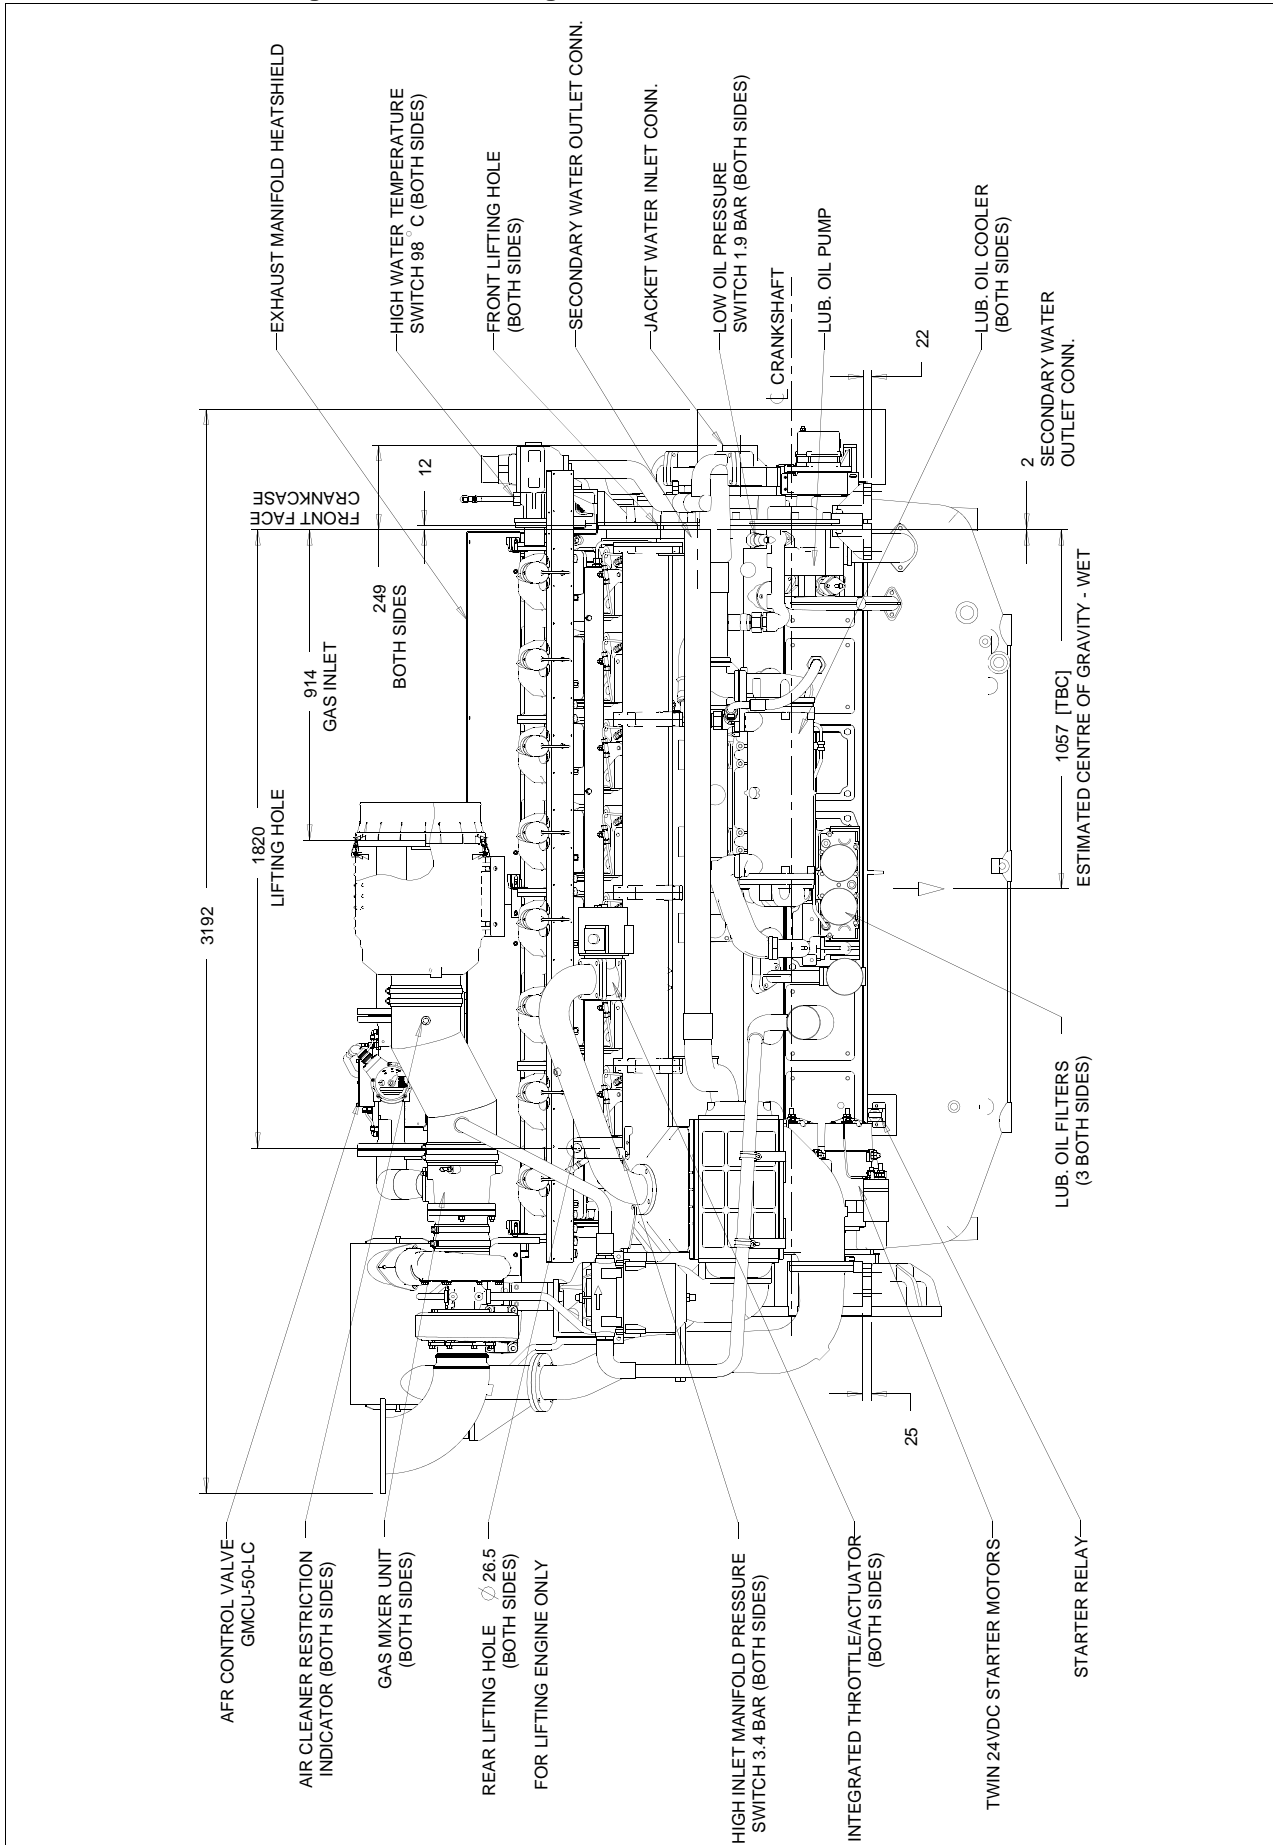 EXHAUST MANIFOLD HEATSHIELD
HIGH WATER TEMPERATURE
SWITCH 98° C (BOTH SIDES)
FRONT LIFTING HOLE
(BOTH SIDES)
SECONDARY WATER OUTLET CONN.
JACKET WATER INLET CONN.
LOW OIL PRESSURE
SWITCH 1.9 BAR (BOTH SIDES)
CRANKSHAFT
LUB. OIL PUMP
LUB. OIL COOLER
(BOTH SIDES)
22
2
SECONDARY WATER
OUTLET CONN.
3192
1820
LIFTING HOLE
914
GAS INLET
249
BOTH SIDES
12
FRONT FACE
CRANKCASE
1057 [TBC]
ESTIMATED CENTRE OF GRAVITY - WET
LUB. OIL FILTERS
(3 BOTH SIDES)
25
AFR CONTROL VALVE
GMCU-50-LC
AIR CLEANER RESTRICTION
INDICATOR (BOTH SIDES)
GAS MIXER UNIT
(BOTH SIDES)
REAR LIFTING HOLE ∅ 26.5
(BOTH SIDES)
FOR LIFTING ENGINE ONLY
HIGH INLET MANIFOLD PRESSURE
SWITCH 3.4 BAR (BOTH SIDES)
INTEGRATED THROTTLE/ACTUATOR
(BOTH SIDES)
TWIN 24VDC STARTER MOTORS
STARTER RELAY